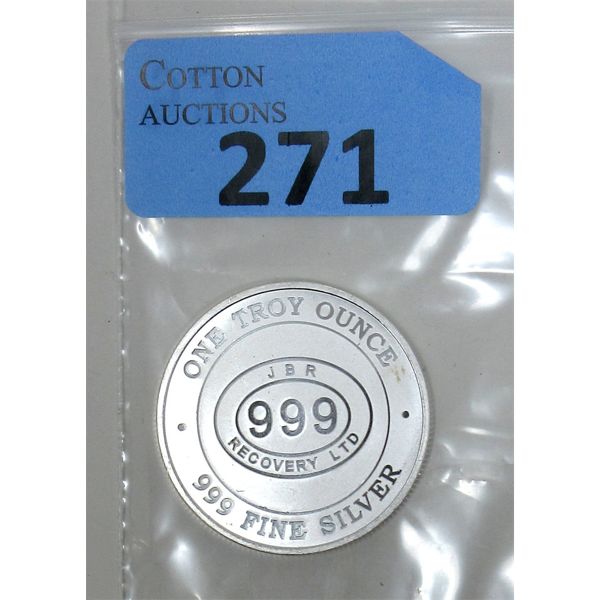 COTTON
AUCTIONS
271
ONE TROY OUNCE
JBR
999
RECOVERY LTD
999 FINE SILVER